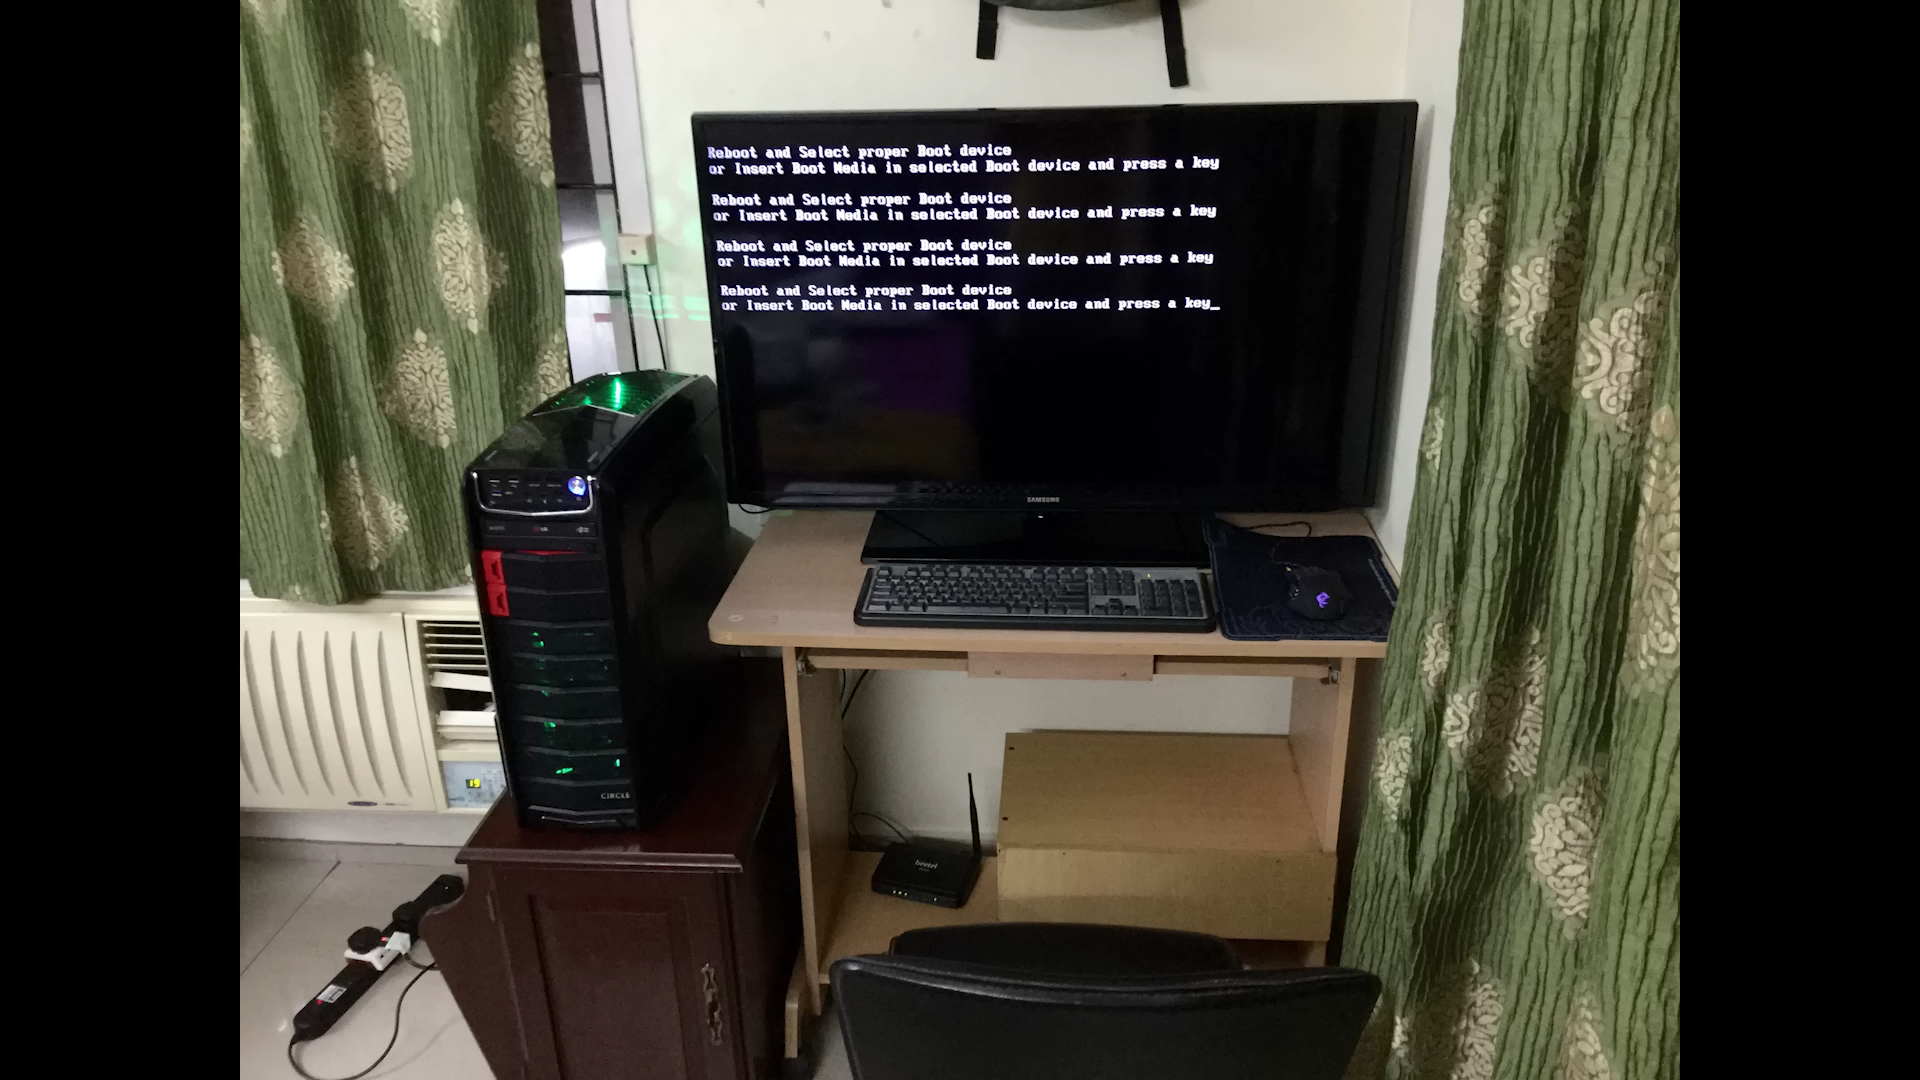 Reboot and Select proper Boot device
or Insert Boot Media in selected Boot device and press a key
Reboot and Select proper Boot device
or Insert Boot Media in selected Boot device and press a key
Reboot and Select proper Boot device
or Insert Boot Media in selected Boot device and press a key
Reboot and Select proper Boot device
or Insert Boot Media in selected Boot device and press a key_
SAMSUNG
CIRCLE
19
beetel